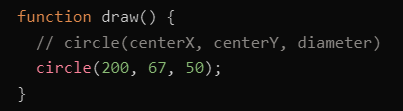 function draw() {
// circle(centerX, centerY, diameter)
circle(200, 67, 50);
}